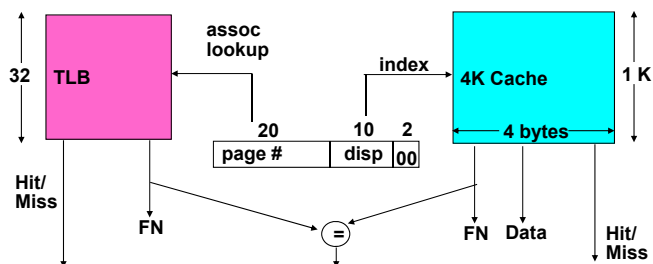 assoc
lookup
index
32
TLB
4K Cache
1 K
20
10
2
page #
disp
00
4 bytes
Hit/
Miss
FN
=
FN
Data
Hit/
Miss